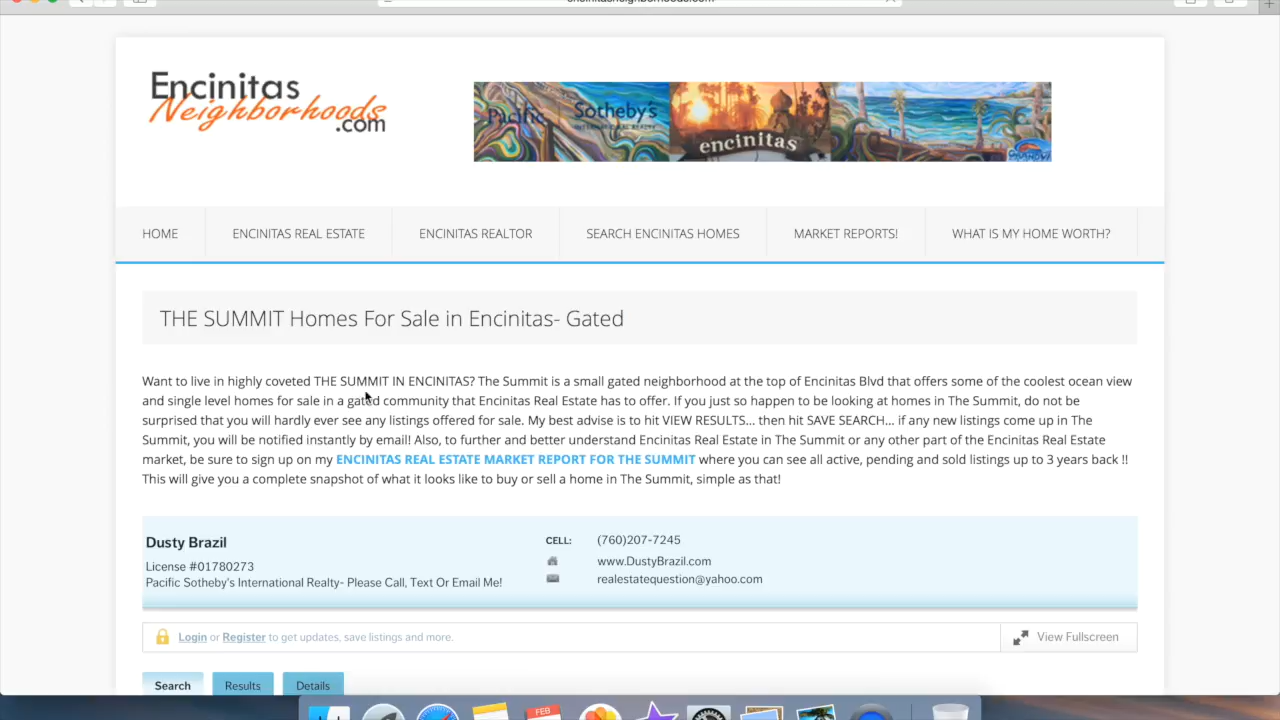 Encinitas
Neighborhoods
.com
Pacific Sotheby's
INTERNATIONAL REALTY
encinitas
HOME ENCINITAS REAL ESTATE ENCINITAS REALTOR SEARCH ENCINITAS HOMES MARKET REPORTS! WHAT IS MY HOME WORTH?
THE SUMMIT Homes For Sale in Encinitas- Gated
Want to live in highly coveted THE SUMMIT IN ENCINITAS? The Summit is a small gated neighborhood at the top of Encinitas Blvd that offers some of the coolest ocean view
and single level homes for sale in a gated community that Encinitas Real Estate has to offer. If you just so happen to be looking at homes in The Summit, do not be
surprised that you will hardly ever see any listings offered for sale. My best advise is to hit VIEW RESULTS... then hit SAVE SEARCH... if any new listings come up in The
Summit, you will be notified instantly by email! Also, to further and better understand Encinitas Real Estate in The Summit or any other part of the Encinitas Real Estate
market, be sure to sign up on my ENCINITAS REAL ESTATE MARKET REPORT FOR THE SUMMIT where you can see all active, pending and sold listings up to 3 years back !!
This will give you a complete snapshot of what it looks like to buy or sell a home in The Summit, simple as that!
Dusty Brazil
License #01780273
Pacific Sotheby's International Realty- Please Call, Text Or Email Me!
CELL: (760)207-7245
www.DustyBrazil.com
realestatequestion@yahoo.com
Login or Register to get updates, save listings and more.
View Fullscreen
Search Results Details
FEB